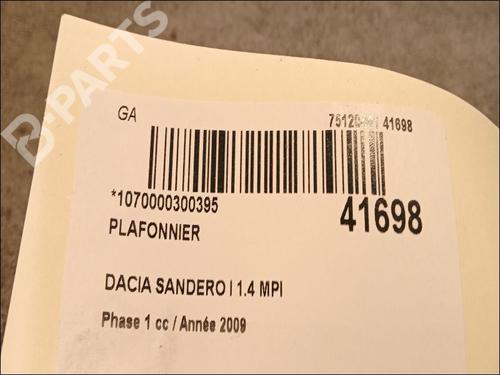 B-PARTS
GA
41698
*1070000300395
41698
PLAFONNIER
DACIA SANDERO I 1.4 MPI
Phase 1 cc / Année 2009